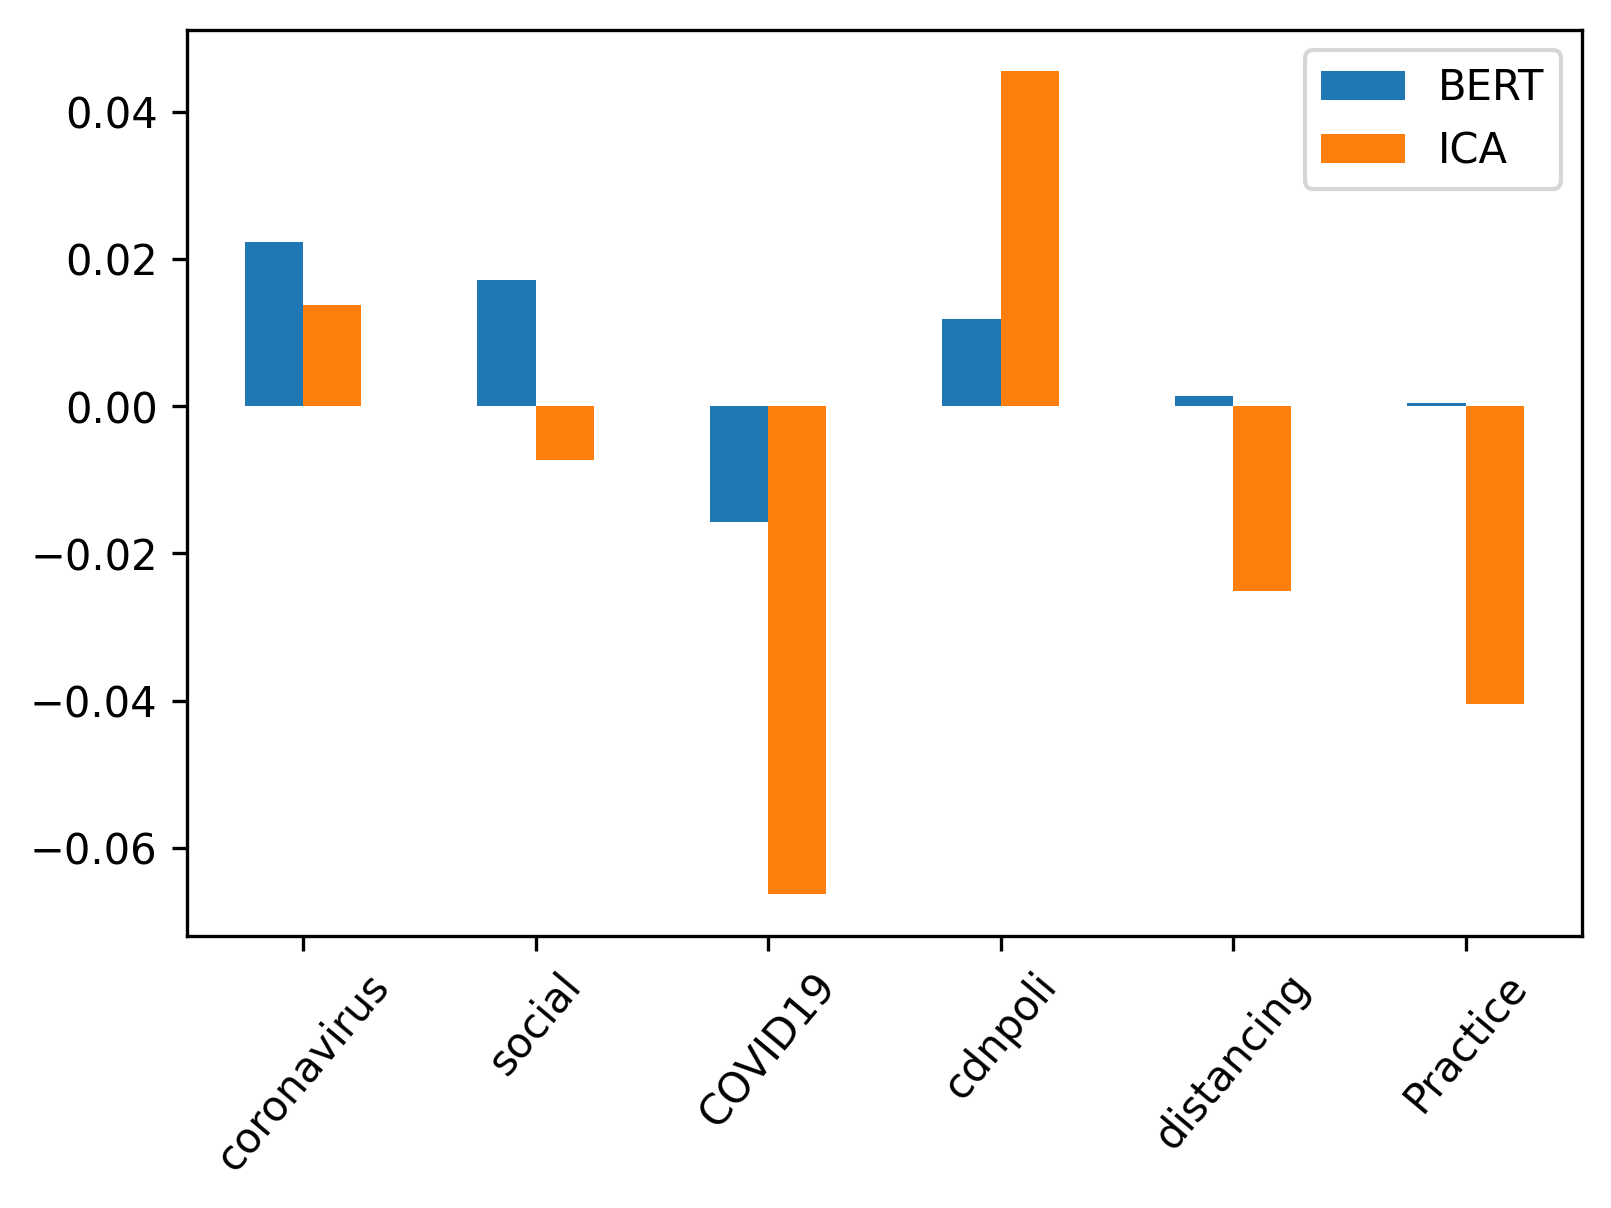 BERT
ICA
0.04
0.02
0.00
−0.02
−0.04
−0.06
coronavirus
social
COVID19
cdnpoli
distancing
Practice